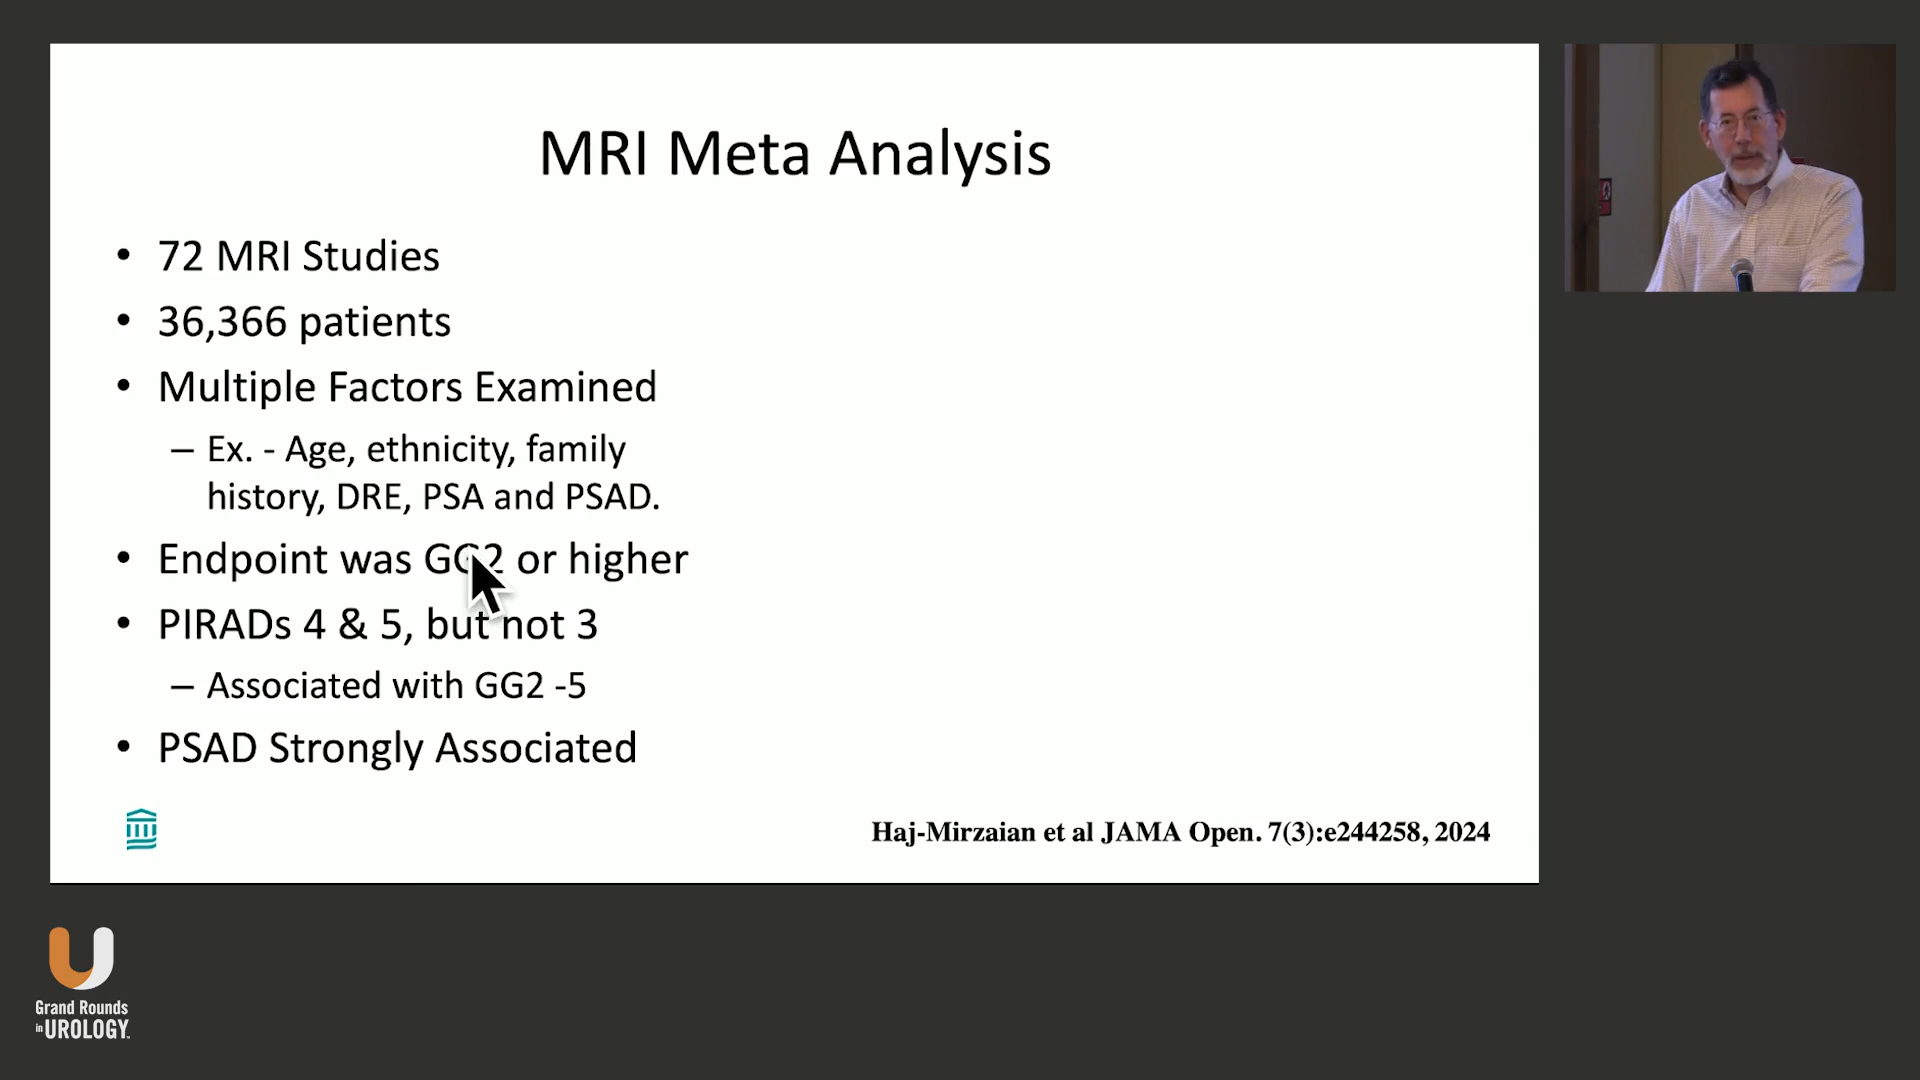 MRI Meta Analysis
• 72 MRI Studies
• 36,366 patients
• Multiple Factors Examined
– Ex. - Age, ethnicity, family
history, DRE, PSA and PSAD.
• Endpoint was GG2 or higher
• PIRADs 4 & 5, but not 3
– Associated with GG2 -5
• PSAD Strongly Associated
Haj-Mirzaian et al JAMA Open. 7(3):e244258, 2024
Grand Rounds
in UROLOGY